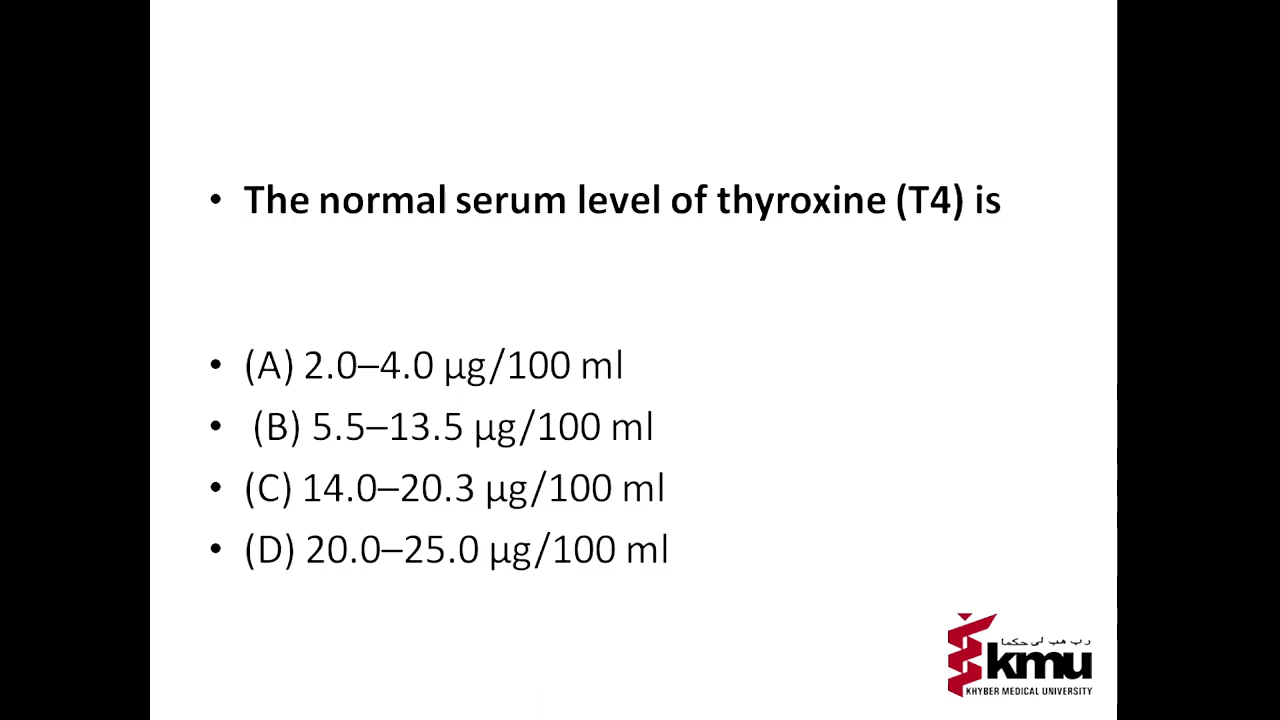 • The normal serum level of thyroxine (T4) is
• (A) 2.0–4.0 μg/100 ml
• (B) 5.5–13.5 μg/100 ml
• (C) 14.0–20.3 μg/100 ml
• (D) 20.0–25.0 μg/100 ml
kmu
KHYBER MEDICAL UNIVERSITY